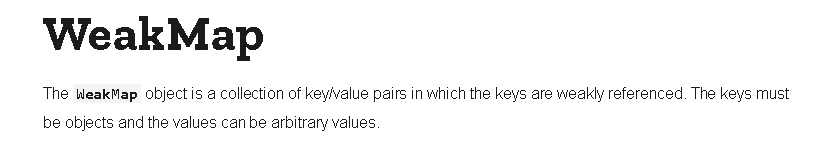 WeakMap
The WeakMap object is a collection of key/value pairs in which the keys are weakly referenced. The keys must
be objects and the values can be arbitrary values.